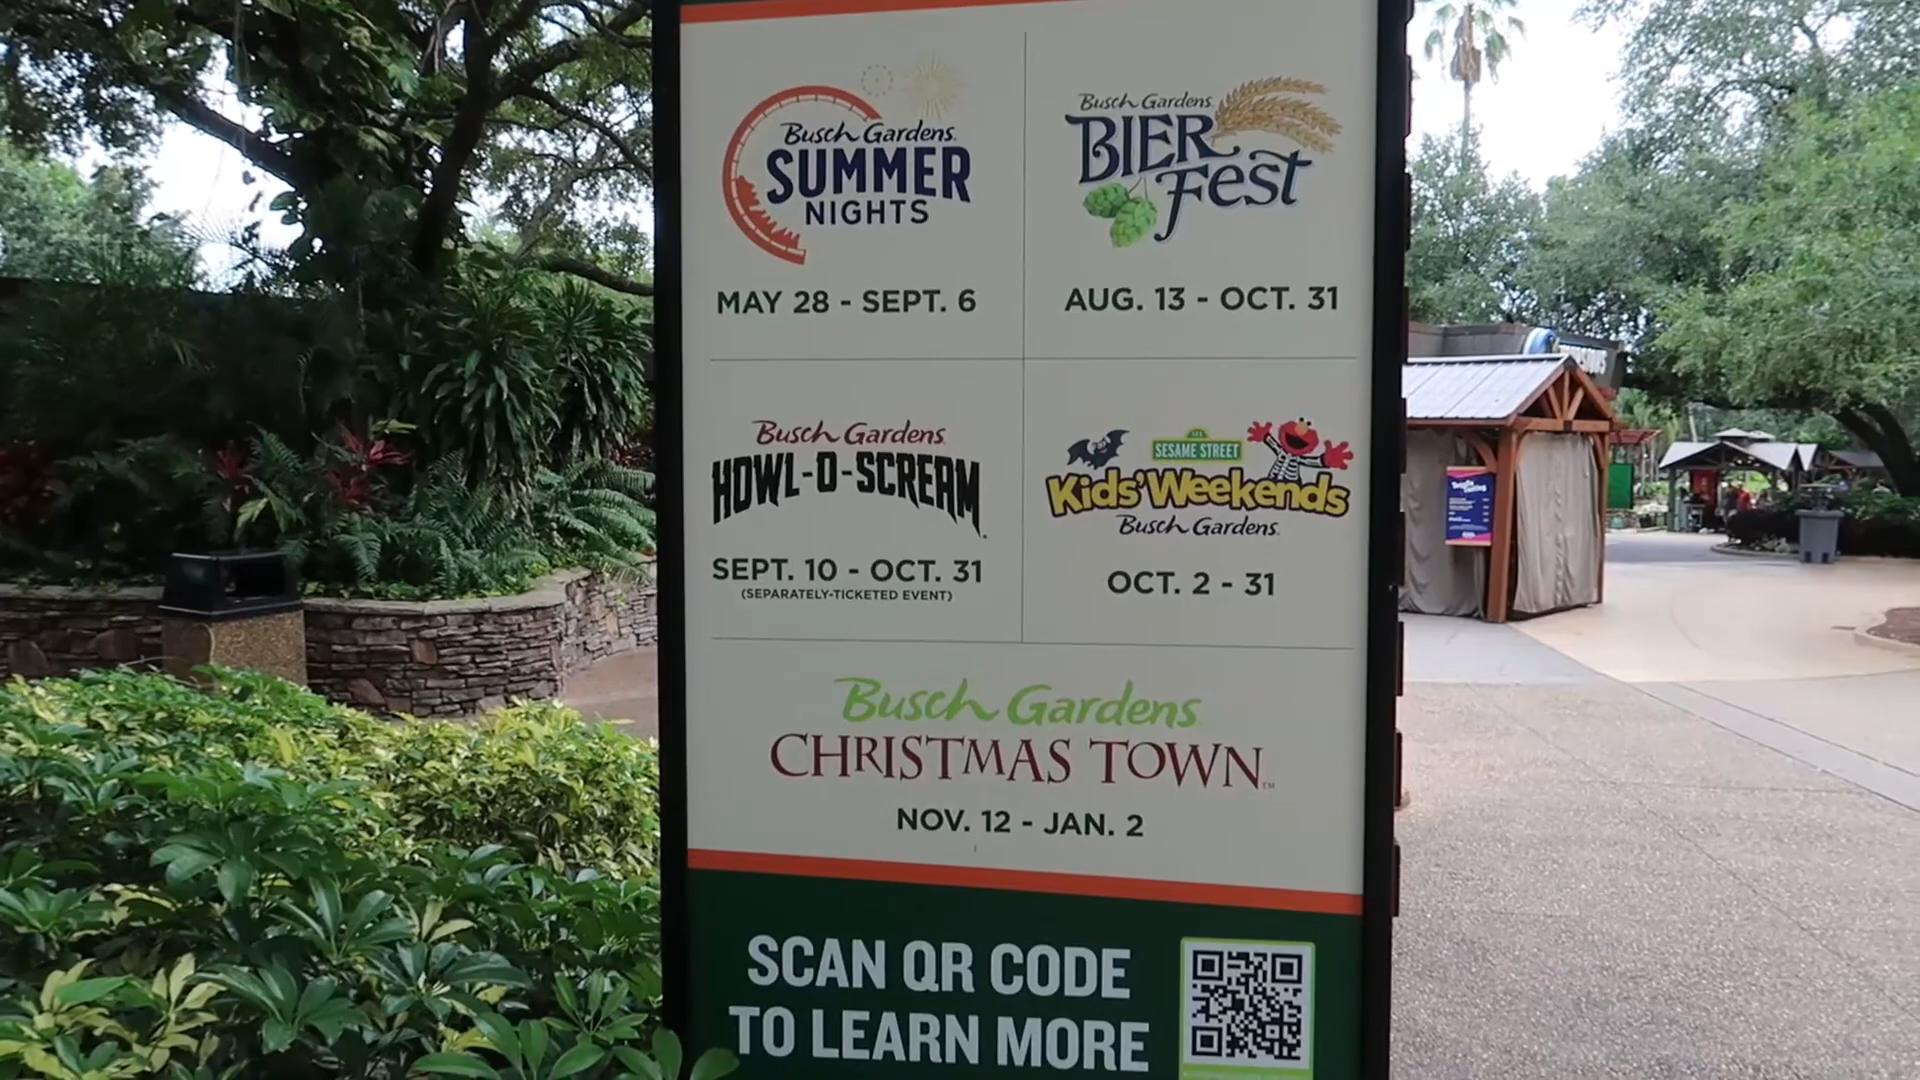 Busch Gardens
SUMMER
NIGHTS
MAY 28 - SEPT. 6
Busch Gardens
BIER
Fest
AUG. 13 - OCT. 31
Busch Gardens
HOWL-O-SCREAM
SEPT. 10 - OCT. 31
(SEPARATELY-TICKETED EVENT)
SESAME STREET
Kids' Weekends
Busch Gardens
OCT. 2 - 31
Busch Gardens
CHRISTMAS TOWN™
NOV. 12 - JAN. 2
SCAN QR CODE
TO LEARN MORE